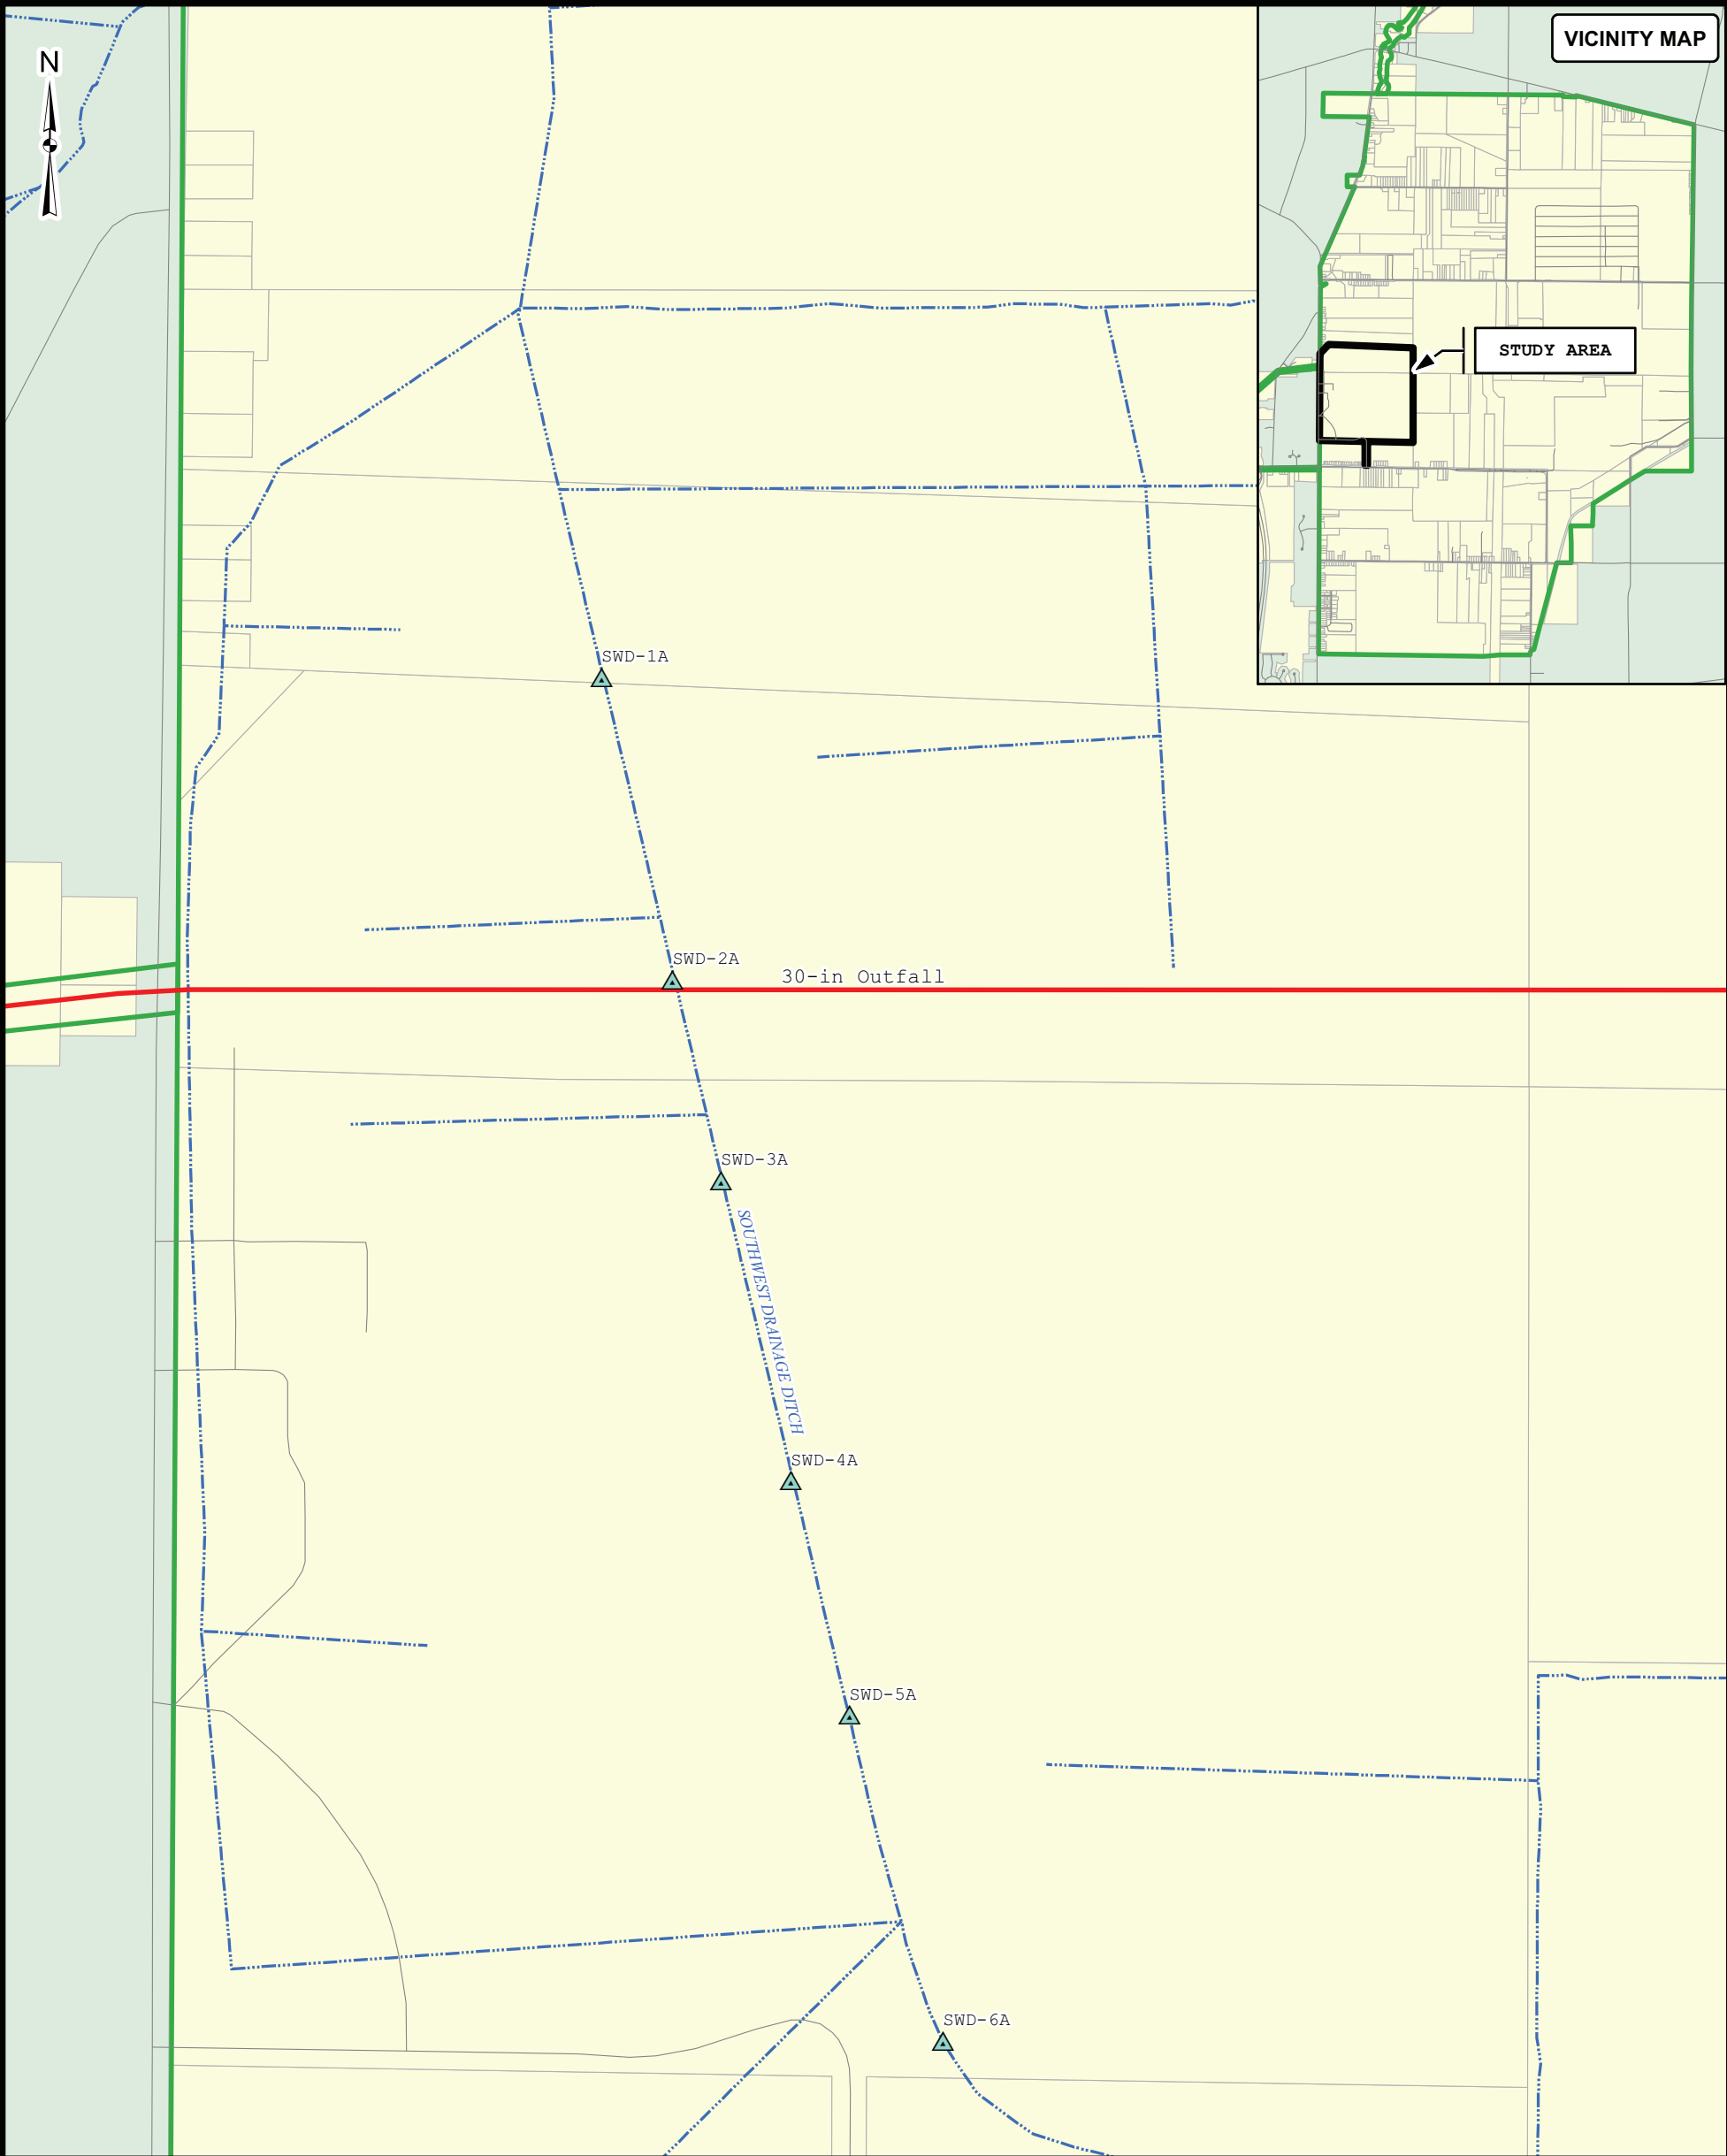 N
VICINITY MAP
STUDY AREA
SWD-1A
SWD-2A
30-in Outfall
SWD-3A
SOUTHWEST DRAINAGE DITCH
SWD-4A
SWD-5A
SWD-6A